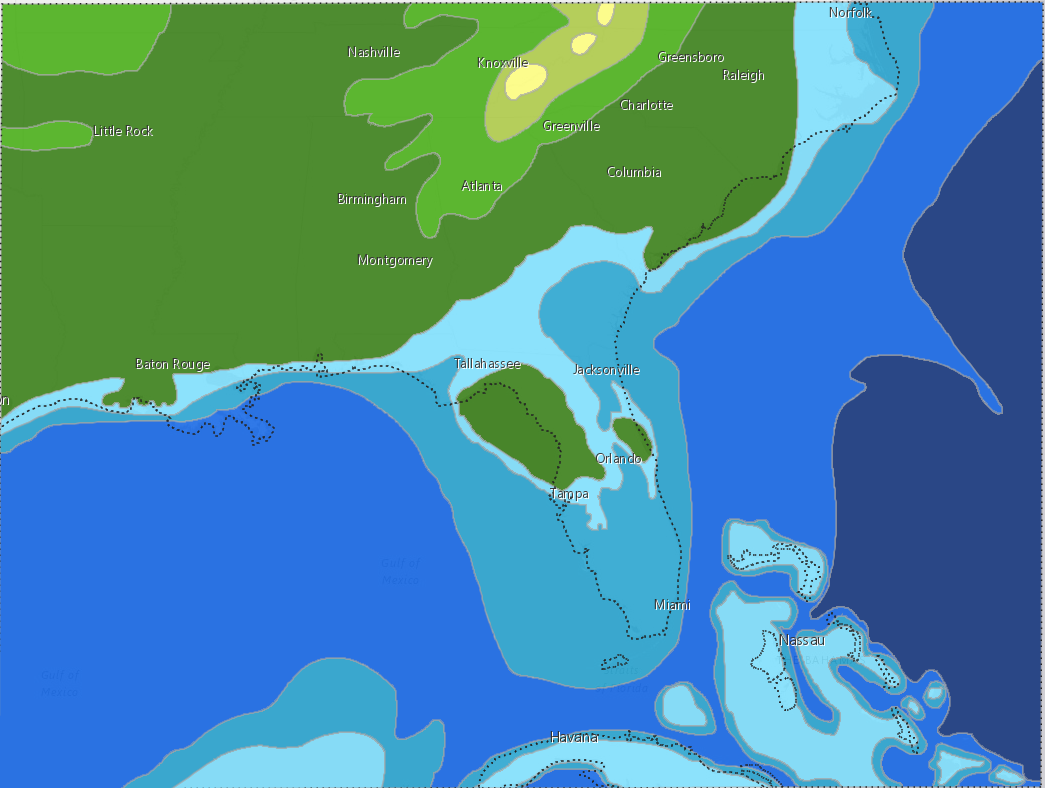 Norfolk
Nashville
Knoxville
Greensboro
Raleigh
Charlotte
Greenville
Little Rock
Columbia
Atlanta
Birmingham
Montgomery
Baton Rouge
Tallahassee
Jacksonville
Orlando
Tampa
Gulf of
Mexico
Miami
Nassau
Gulf of
Mexico
Havana